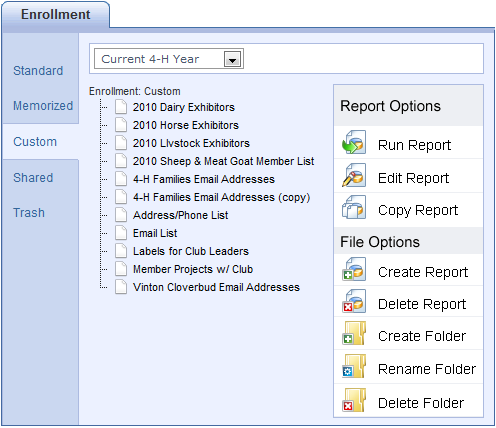 Enrollment
Standard
Memorized
Custom
Shared
Trash
Current 4-H Year
Enrollment: Custom
2010 Dairy Exhibitors
2010 Horse Exhibitors
2010 LIvstock Exhibitors
2010 Sheep & Meat Goat Member List
4-H Families Email Addresses
4-H Families Email Addresses (copy)
Address/Phone List
Email List
Labels for Club Leaders
Member Projects w/ Club
Vinton Cloverbud Email Addresses
Report Options
Run Report
Edit Report
Copy Report
File Options
Create Report
Delete Report
Create Folder
Rename Folder
Delete Folder